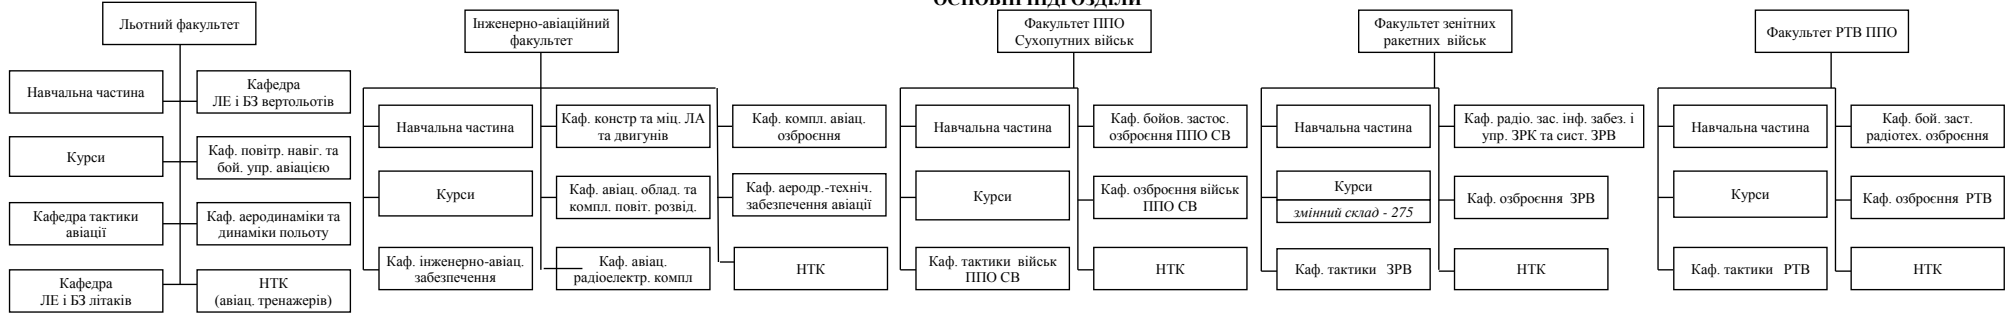 ОСНОВНІ ПІДРОЗДІЛИ
Льотний факультет
Навчальна частина
Кафедра
ЛЕ і БЗ вертольотів
Курси
Каф. повітр. навіг. та
бой. упр. авіацією
Кафедра тактики
авіації
Каф. аеродинаміки та
динаміки польоту
Кафедра
ЛЕ і БЗ літаків
НТК
(авіац. тренажерів)
Інженерно-авіаційний
факультет
Навчальна частина
Каф. констр та міц. ЛА
та двигунів
Каф. компл. авіац.
озброєння
Курси
Каф. авіац. облад. та
компл. повіт. розвід.
Каф. аеродр.-техніч.
забезпечення авіації
Каф. інженерно-авіац.
забезпечення
Каф. авіац.
радіоелектр. компл
НТК
Факультет ППО
Сухопутних військ
Навчальна частина
Каф. бойов. застос.
озброєння ППО СВ
Курси
Каф. озброєння військ
ППО СВ
Каф. тактики військ
ППО СВ
НТК
Факультет зенітних
ракетних військ
Навчальна частина
Каф. радіо. зас. інф. забез. і
упр. ЗРК та сист. ЗРВ
Курси
змінний склад - 275
Каф. озброєння ЗРВ
Каф. тактики ЗРВ
НТК
Факультет РТВ ППО
Навчальна частина
Каф. бой. заст.
радіотех. озброєння
Курси
Каф. озброєння РТВ
Каф. тактики РТВ
НТК